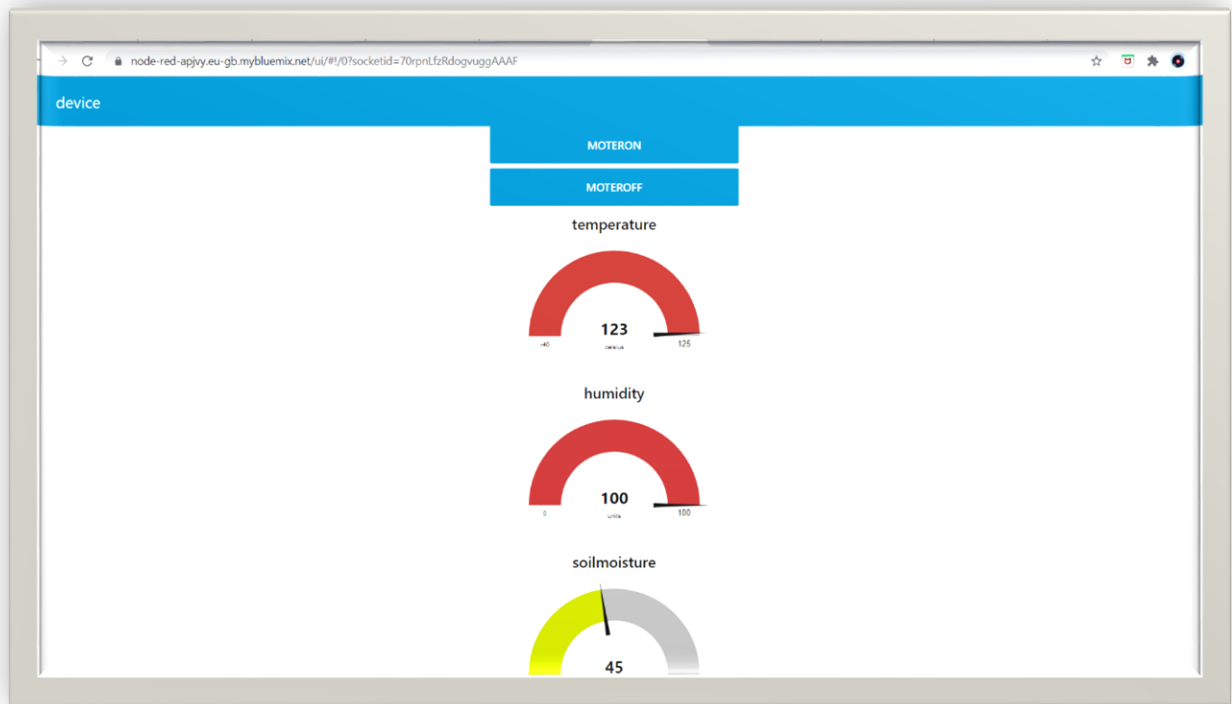 node-red-apjvy.eu-gb.mybluemix.net/ui/#!/0?socketid=70rpnLfzRdogvuggAAAF
device
MOTERON
MOTEROFF
temperature
123
celsius
-40
125
humidity
100
units
0
100
soilmoisture
45